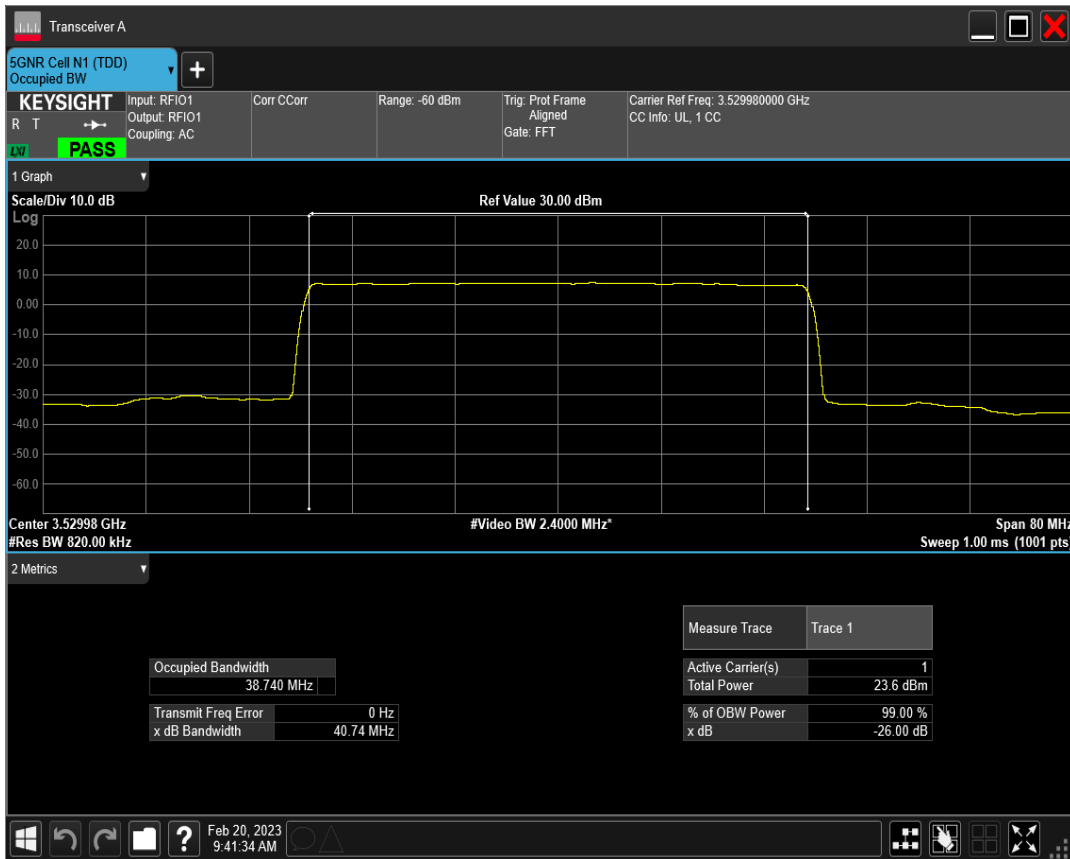 Transceiver A
5GNR Cell N1 (TDD)
Occupied BW
+
KEYSIGHT
R T
LXI
PASS
Input: RFIO1
Output: RFIO1
Coupling: AC
Corr CCorr
Range: -60 dBm
Trig: Prot Frame
Aligned
Gate: FFT
Carrier Ref Freq: 3.529980000 GHz
CC Info: UL, 1 CC
1 Graph
Scale/Div 10.0 dB
Ref Value 30.00 dBm
Log
20.0
10.0
0.00
-10.0
-20.0
-30.0
-40.0
-50.0
-60.0
Center 3.52998 GHz
#Video BW 2.4000 MHz*
Span 80 MHz
#Res BW 820.00 kHz
Sweep 1.00 ms (1001 pts)
2 Metrics
Measure Trace Trace 1
Occupied Bandwidth
38.740 MHz
Active Carrier(s) 1
Total Power 23.6 dBm
Transmit Freq Error 0 Hz
x dB Bandwidth 40.74 MHz
% of OBW Power 99.00 %
x dB -26.00 dB
?
Feb 20, 2023
9:41:34 AM